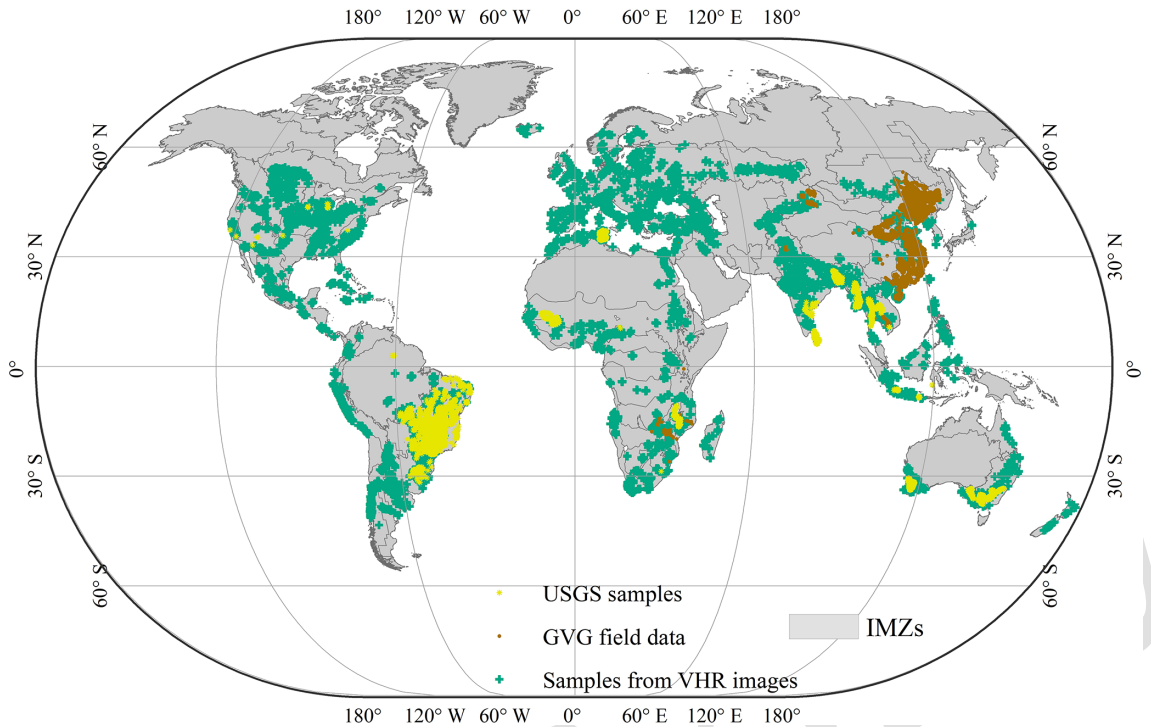 180° 120° W 60° W 0° 60° E 120° E 180°
60° N 60° N
30° N 30° N
0° 0°
30° S 30° S
60° S 60° S
USGS samples
GVG field data IMZs
Samples from VHR images
180° 120° W 60° W 0° 60° E 120° E 180°